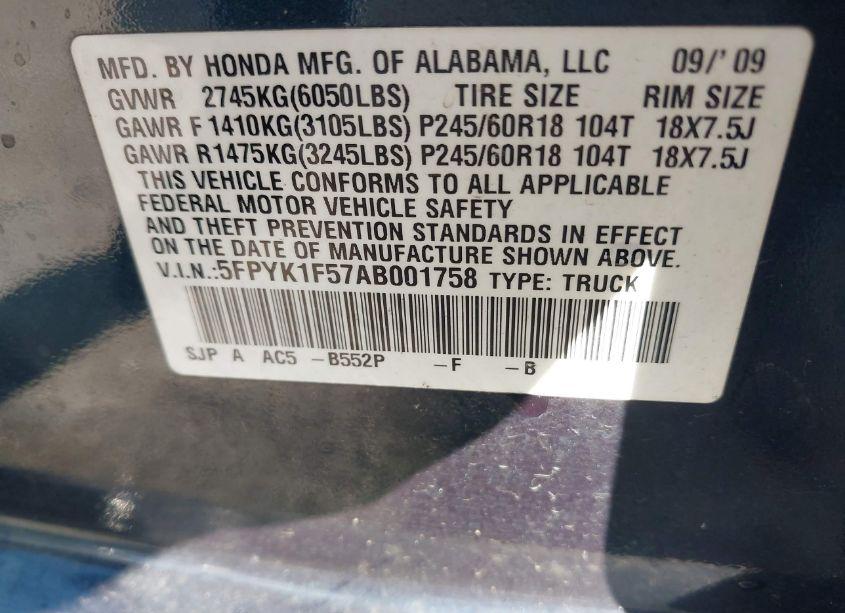 MFD. BY HONDA MFG. OF ALABAMA, LLC 09/'09
GVWR 2745KG(6050LBS) TIRE SIZE RIM SIZE
GAWR F 1410KG(3105LBS) P245/60R18 104T 18X7.5J
GAWR R1475KG(3245LBS) P245/60R18 104T 18X7.5J
THIS VEHICLE CONFORMS TO ALL APPLICABLE
FEDERAL MOTOR VEHICLE SAFETY
AND THEFT PREVENTION STANDARDS IN EFFECT
ON THE DATE OF MANUFACTURE SHOWN ABOVE.
V.I.N.:5FPYK1F57AB001758 TYPE: TRUCK
SJP A AC5 -B552P -F -B